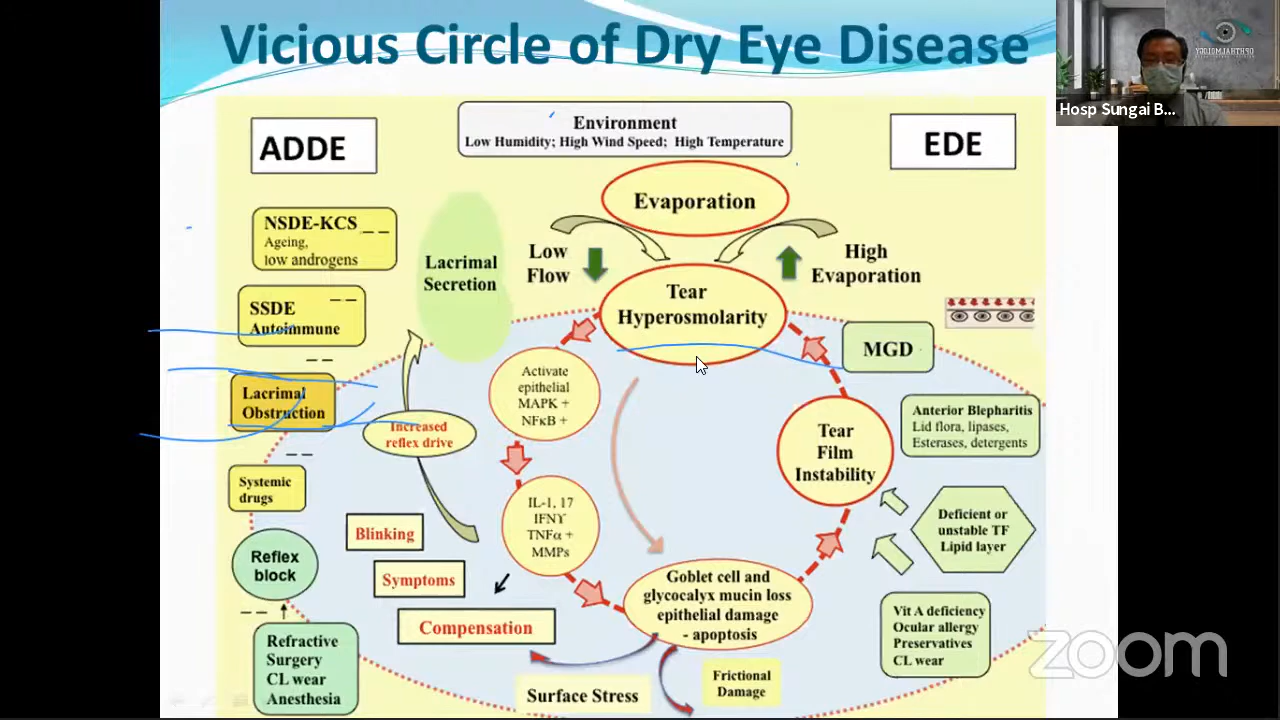 Vicious Circle of Dry Eye Disease
Hosp Sungai B...
Environment
Low Humidity; High Wind Speed; High Temperature
ADDE
EDE
Evaporation
NSDE-KCS
Ageing,
low androgens
Lacrimal
Secretion
Low
Flow
High
Evaporation
Tear
Hyperosmolarity
SSDE
Autoimmune
MGD
Activate
epithelial
MAPK +
NFκB +
Lacrimal
Obstruction
Increased
reflex drive
Anterior Blepharitis
Lid flora, lipases,
Esterases, detergents
Tear
Film
Instability
Systemic
drugs
IL-1, 17
IFNϒ
TNFα +
MMPs
Blinking
Deficient or
unstable TF
Lipid layer
Reflex
block
Symptoms
Goblet cell and
glycocalyx mucin loss
epithelial damage
- apoptosis
Compensation
Vit A deficiency
Ocular allergy
Preservatives
CL wear
Refractive
Surgery
CL wear
Anesthesia
Surface Stress
Frictional
Damage
zoom